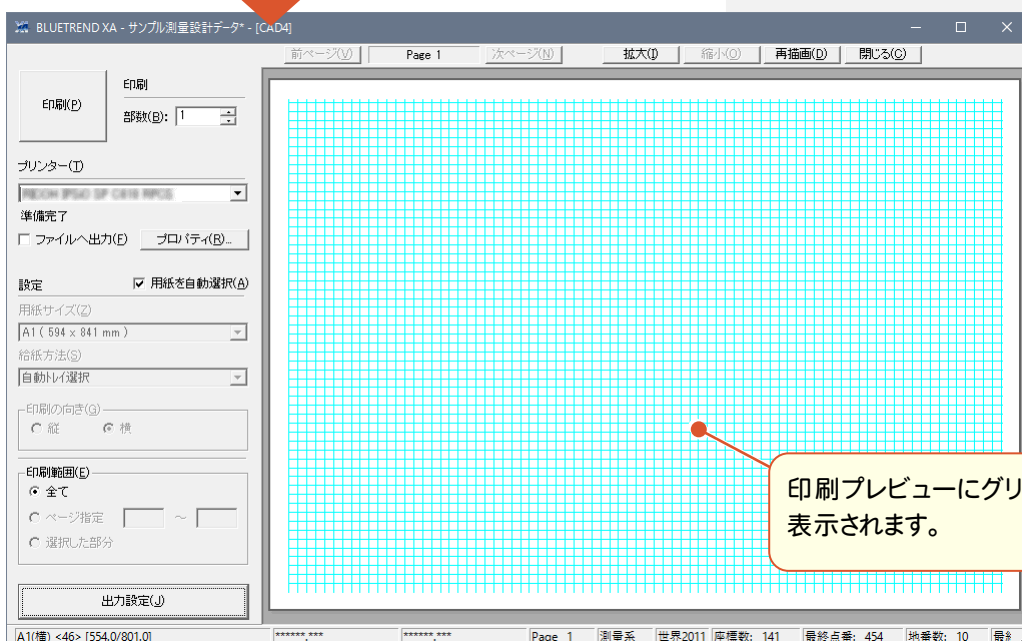 BLUETREND XA - サンプル測量設計データ* - [CAD4]
前ページ(V) Page 1 次ページ(N) 拡大(I) 縮小(O) 再描画(D) 閉じる(C)
印刷(P)
印刷
部数(B): 1
プリンター(T)
準備完了
ファイルへ出力(F) プロパティ(R)...
設定 用紙を自動選択(A)
用紙サイズ(Z)
A1 ( 594 x 841 mm )
給紙方法(S)
自動トレイ選択
印刷の向き(G)
縦 横
印刷範囲(E)
全て
ページ指定 ～
選択した部分
出力設定(J)
印刷プレビューにグリ
表示されます。
A1(横) <46> [554.0/801.0] ******.*** ******.*** Page 1 測量系 世界2011 座標数: 141 最終点番: 454 地番数: 10 最終